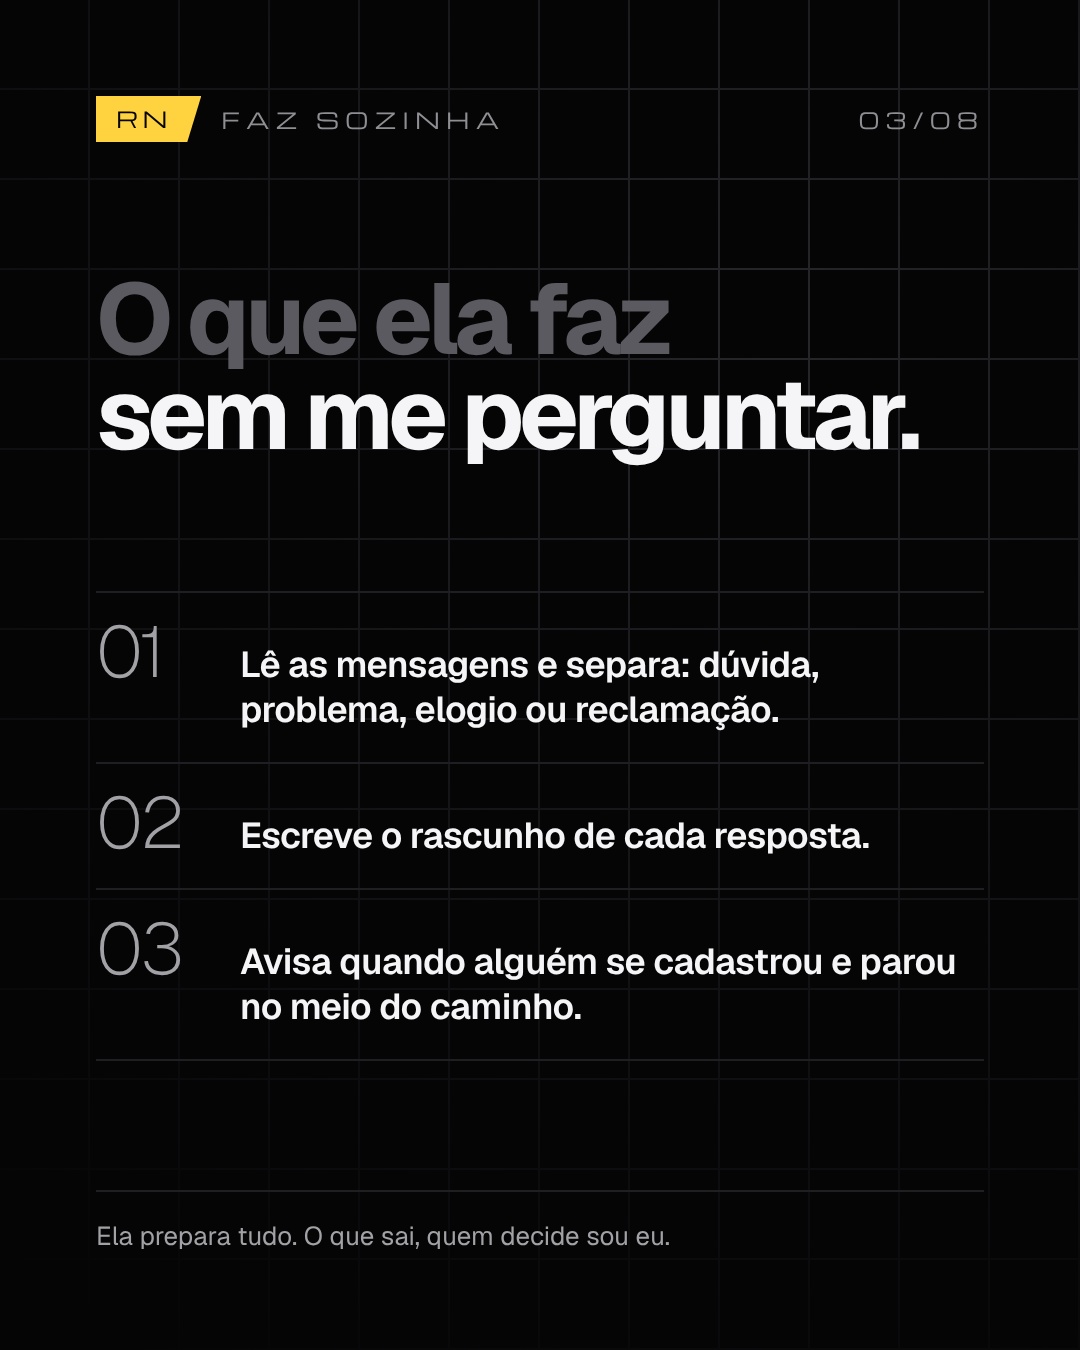 RN FAZ SOZINHA 03/08
O que ela faz
sem me perguntar.
01 Lê as mensagens e separa: dúvida,
problema, elogio ou reclamação.
02 Escreve o rascunho de cada resposta.
03 Avisa quando alguém se cadastrou e parou
no meio do caminho.
Ela prepara tudo. O que sai, quem decide sou eu.